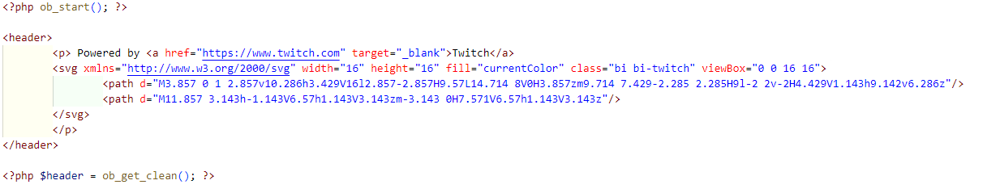 <?php ob_start(); ?>
<header>
<p> Powered by <a href="https://www.twitch.com" target="_blank">Twitch</a>
<svg xmlns="http://www.w3.org/2000/svg" width="16" height="16" fill="currentColor" class="bi bi-twitch" viewBox="0 0 16 16">
<path d="M3.857 0 1 2.857v10.286h3.429V16l2.857-2.857H9.57L14.714 8V0H3.857zm9.714 7.429-2.285 2.285H9l-2 2v-2H4.429V1.143h9.142v6.286z"/>
<path d="M11.857 3.143h-1.143V6.57h1.143V3.143zm-3.143 0H7.571V6.57h1.143V3.143z"/>
</svg>
</p>
</header>
<?php $header = ob_get_clean(); ?>